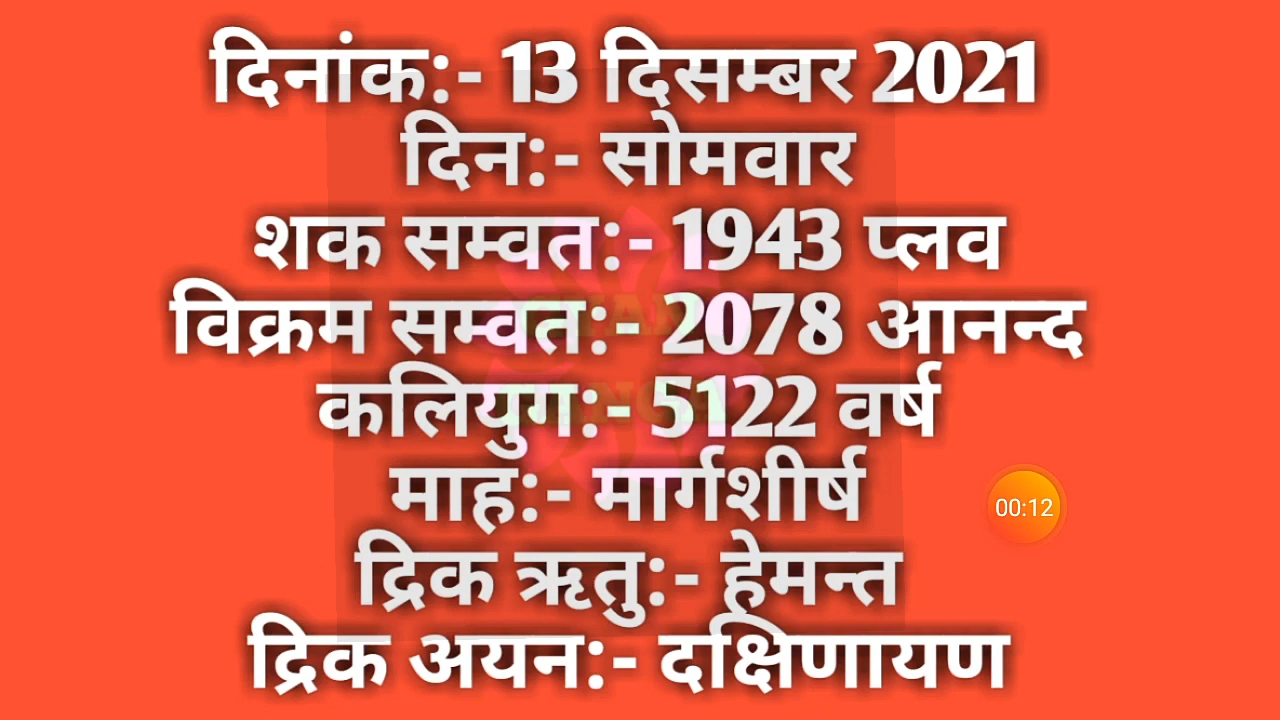 दिनांक:- 13 दिसम्बर 2021
दिन:- सोमवार
शक सम्वत:- 1943 प्लव
विक्रम सम्वत:- 2078 आनन्द
कलियुग:- 5122 वर्ष
माह:- मार्गशीर्ष
00:12
द्रिक ऋतु:- हेमन्त
द्रिक अयन:- दक्षिणायण